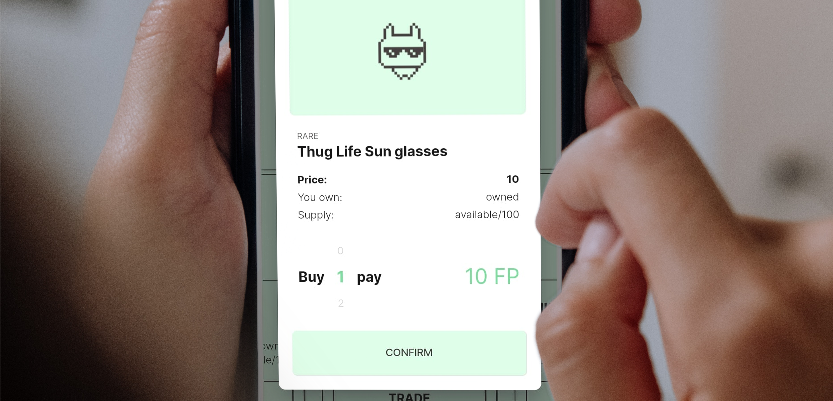 RARE
Thug Life Sun glasses
Price: 10
You own: owned
Supply: available/100
0
Buy 1 pay 10 FP
2
CONFIRM
TRADE